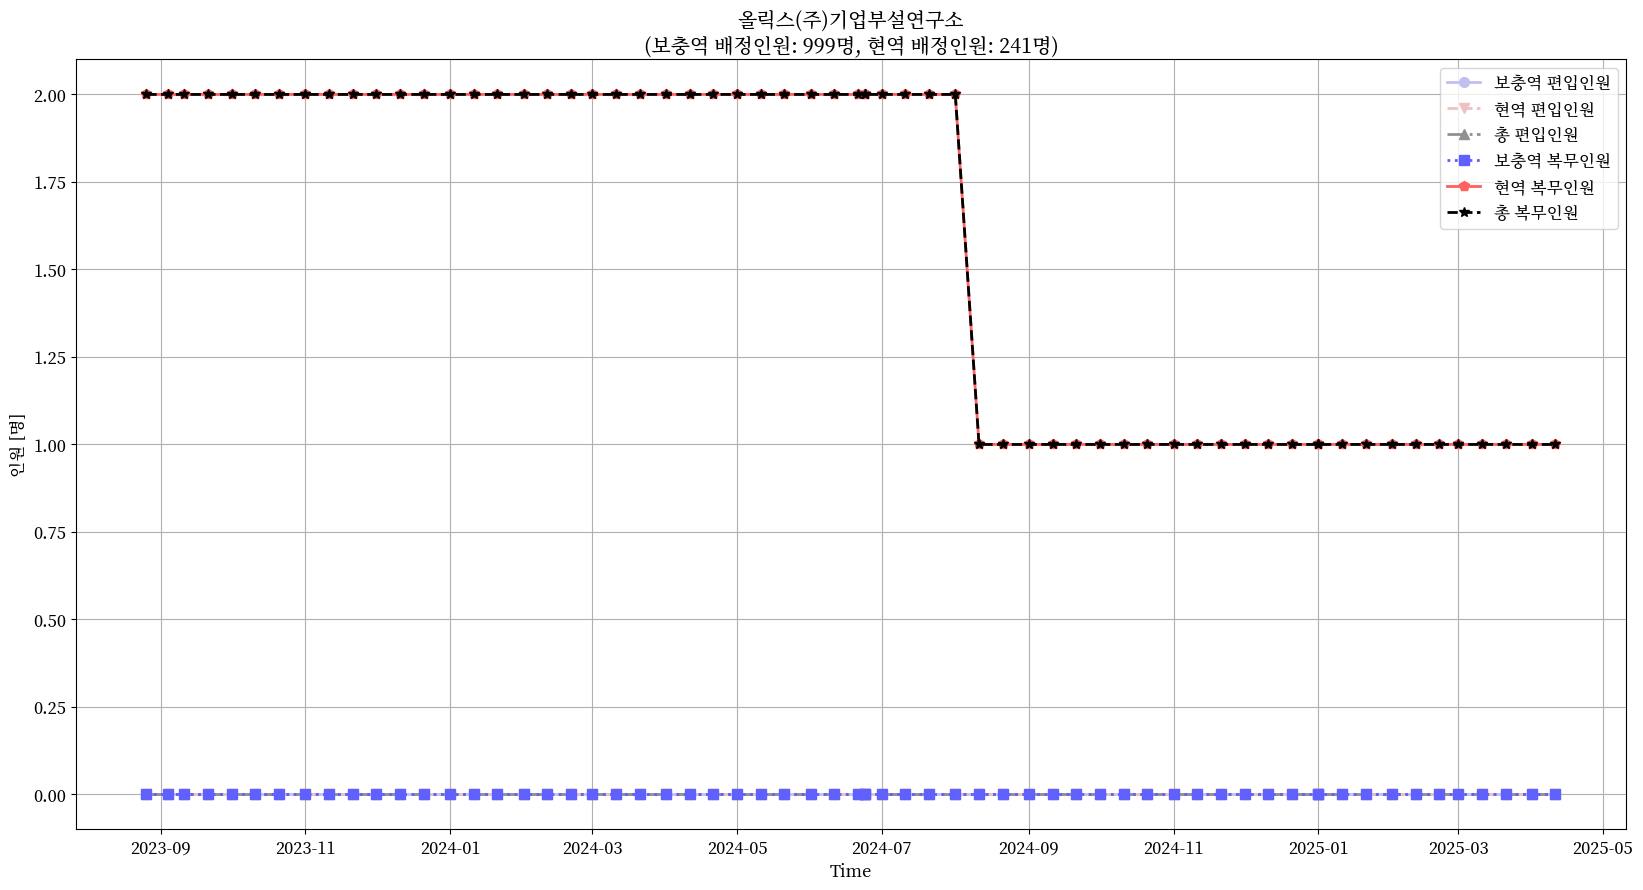 올릭스(주)기업부설연구소
(보충역 배정인원: 999명, 현역 배정인원: 241명)
보충역 편입인원
현역 편입인원
총 편입인원
보충역 복무인원
현역 복무인원
총 복무인원
인원 [명]
2.00
1.75
1.50
1.25
1.00
0.75
0.50
0.25
0.00
2023-09
2023-11
2024-01
2024-03
2024-05
2024-07
2024-09
2024-11
2025-01
2025-03
2025-05
Time